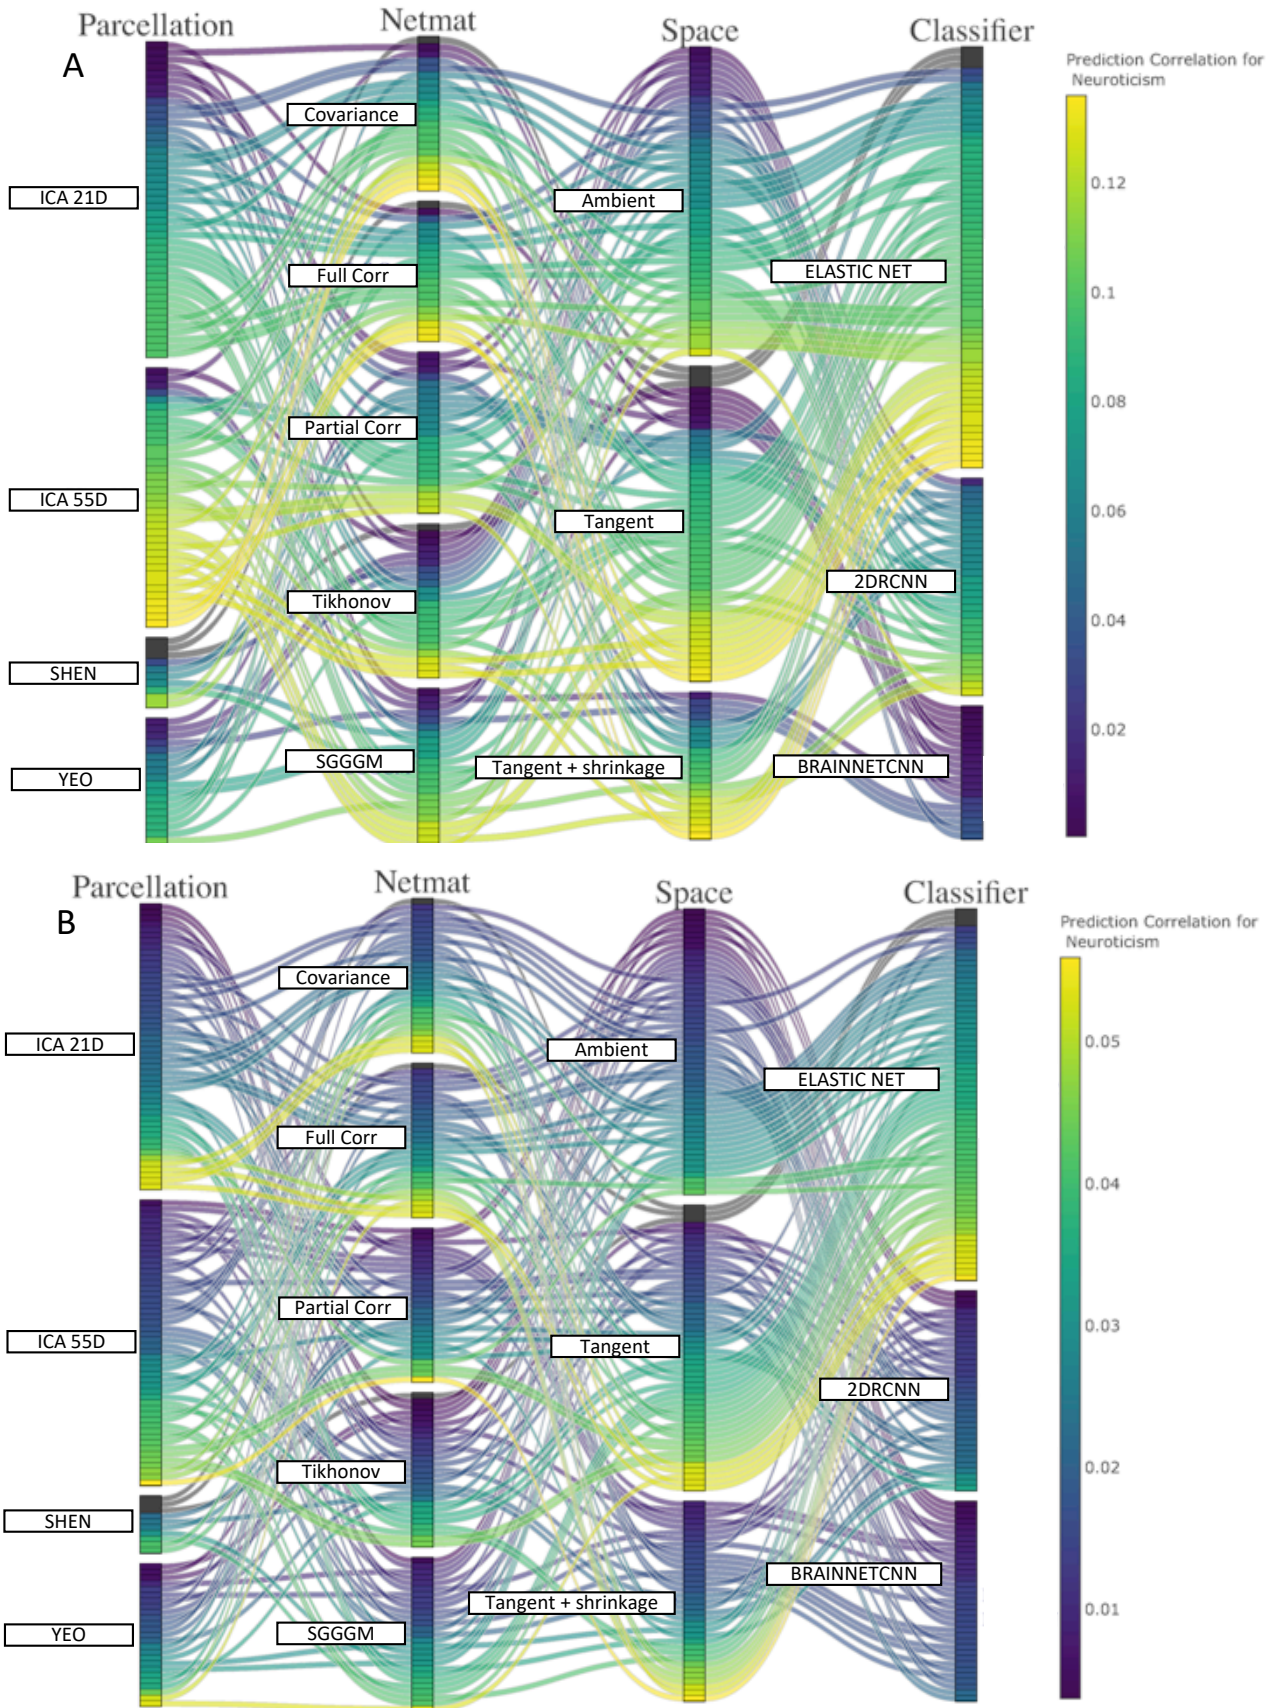 Parcellation
Netmat
Space
Classifier
A
Prediction Correlation for
Neuroticism
Covariance
ICA 21D
Ambient
Full Corr
ELASTIC NET
Partial Corr
ICA 55D
Tangent
2DRCNN
Tikhonov
SHEN
SGGGM
Tangent + shrinkage
BRAINNETCNN
YEO
0.12
0.1
0.08
0.06
0.04
0.02
Parcellation
Netmat
Space
Classifier
B
Prediction Correlation for
Neuroticism
Covariance
ICA 21D
Ambient
ELASTIC NET
Full Corr
Partial Corr
ICA 55D
Tangent
2DRCNN
Tikhonov
SHEN
BRAINNETCNN
Tangent + shrinkage
YEO
SGGGM
0.05
0.04
0.03
0.02
0.01